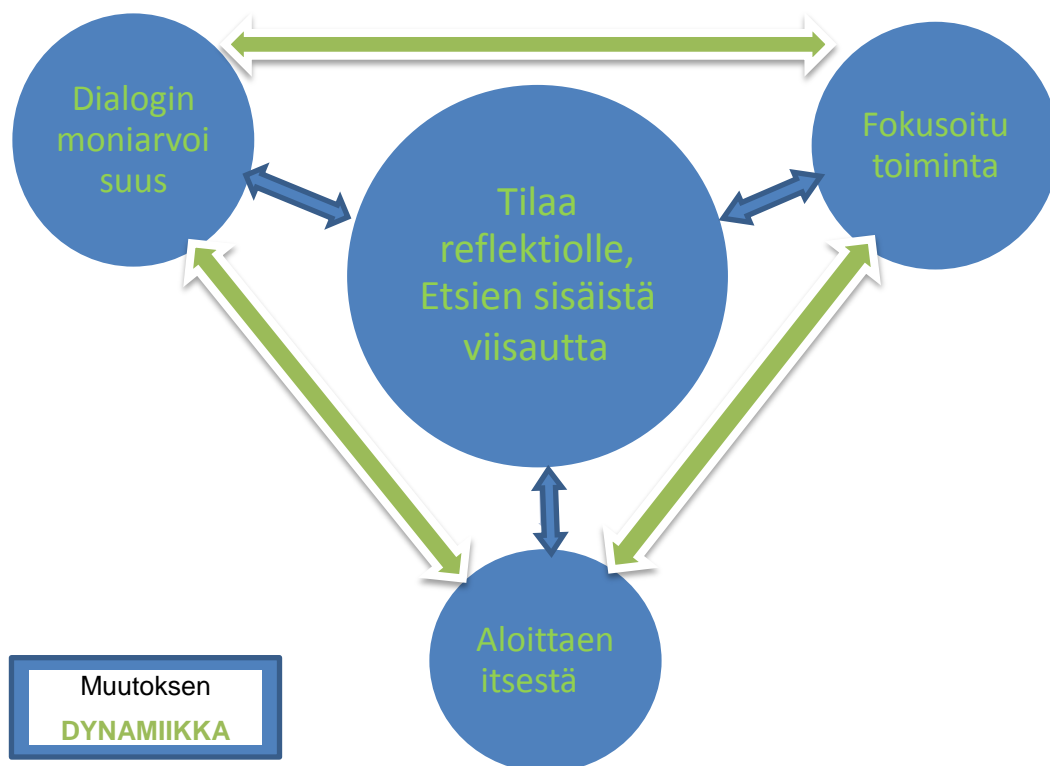 Dialogin
moniarvoi
suus
Fokusoitu
toiminta
Tilaa
reflektiolle,
Etsien sisäistä
viisautta
Aloittaen
itsestä
Muutoksen
DYNAMIIKKA